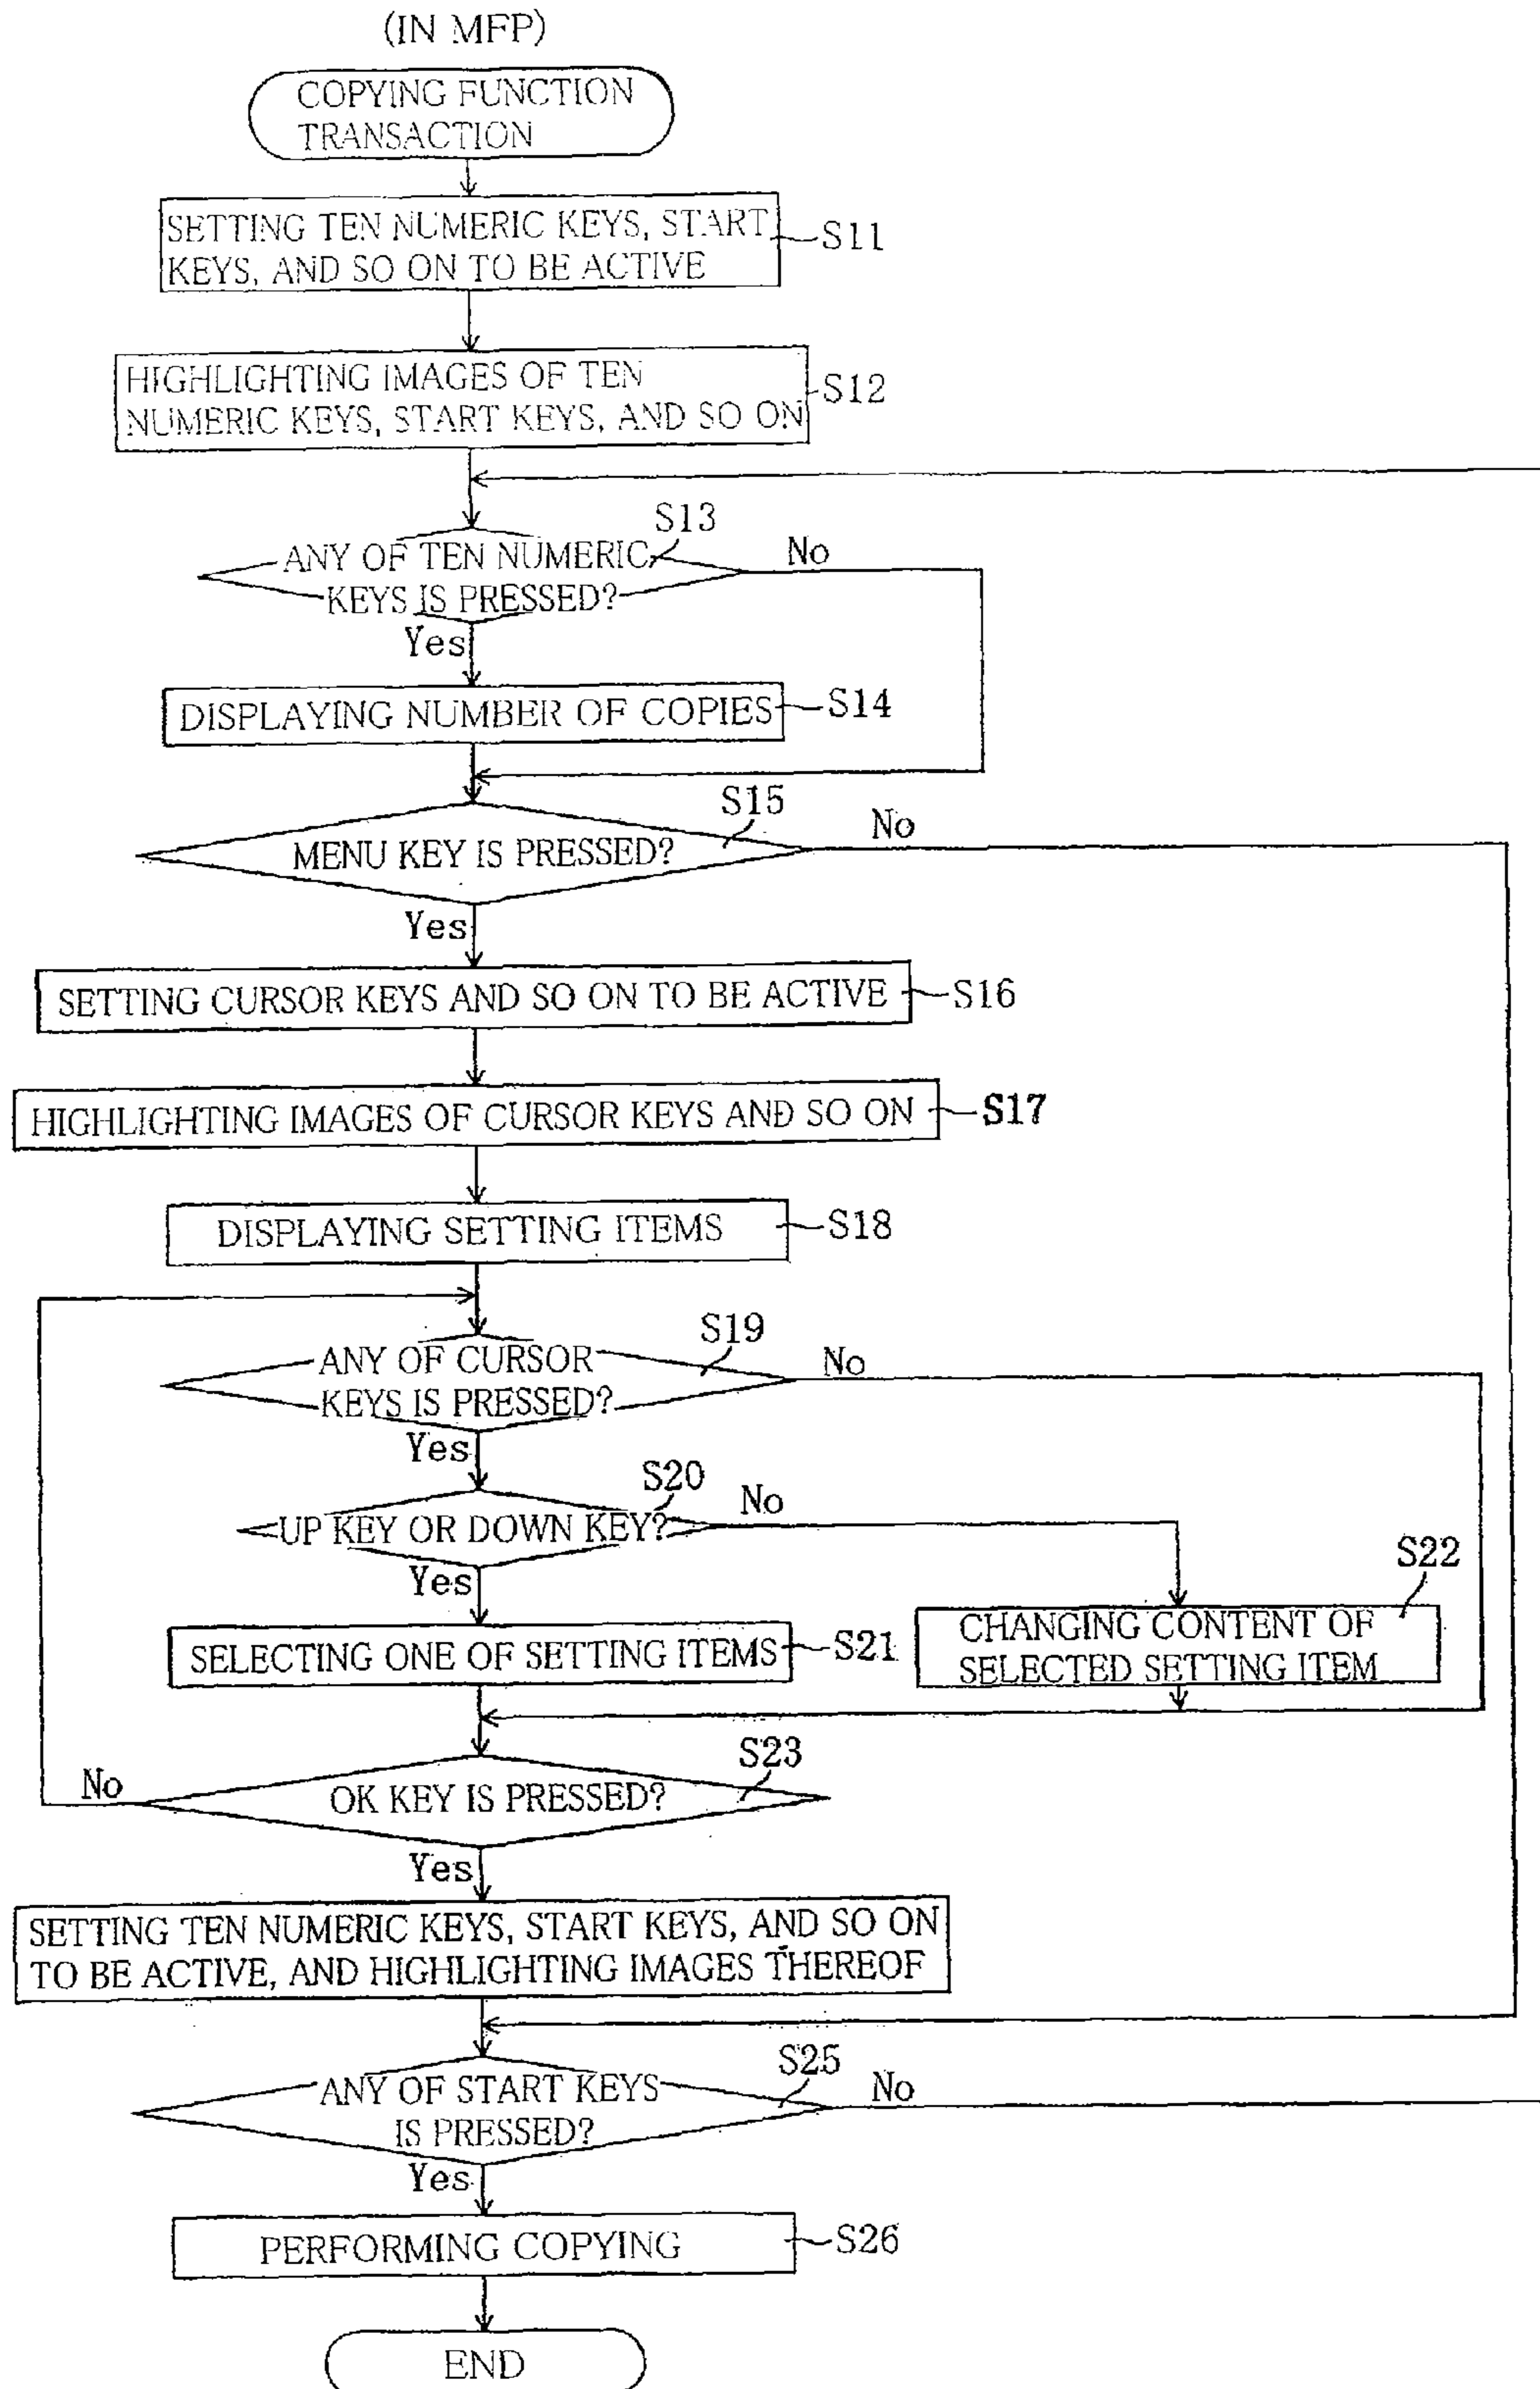 (IN MFP)
COPYING FUNCTION
TRANSACTION
SETTING TEN NUMERIC KEYS, START
KEYS, AND SO ON TO BE ACTIVE
S11
HIGHLIGHTING IMAGES OF TEN
NUMERIC KEYS, START KEYS, AND SO ON
S12
S13
ANY OF TEN NUMERIC
KEYS IS PRESSED?
No
Yes
DISPLAYING NUMBER OF COPIES
S14
S15
MENU KEY IS PRESSED?
No
Yes
SETTING CURSOR KEYS AND SO ON TO BE ACTIVE
S16
HIGHLIGHTING IMAGES OF CURSOR KEYS AND SO ON
S17
DISPLAYING SETTING ITEMS
S18
S19
ANY OF CURSOR
KEYS IS PRESSED?
No
Yes
S20
UP KEY OR DOWN KEY?
No
Yes
S22
SELECTING ONE OF SETTING ITEMS
S21
CHANGING CONTENT OF
SELECTED SETTING ITEM
S23
OK KEY IS PRESSED?
No
Yes
SETTING TEN NUMERIC KEYS, START KEYS, AND SO ON
TO BE ACTIVE, AND HIGHLIGHTING IMAGES THEREOF
S25
ANY OF START KEYS
IS PRESSED?
No
Yes
PERFORMING COPYING
S26
END